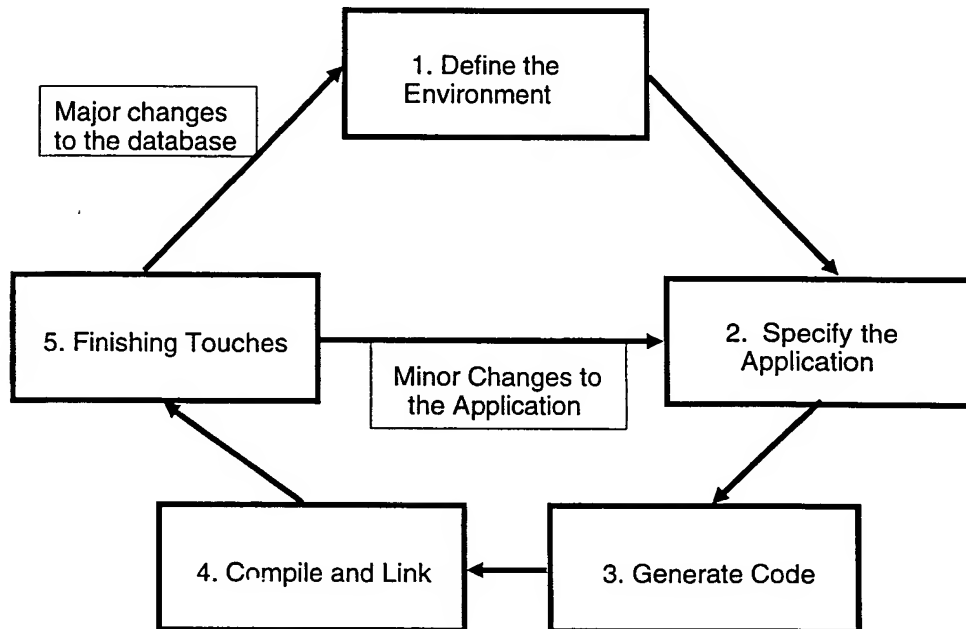 1. Define the
Environment
Major changes
to the database
5. Finishing Touches
2. Specify the
Application
Minor Changes to
the Application
4. Compile and Link
3. Generate Code